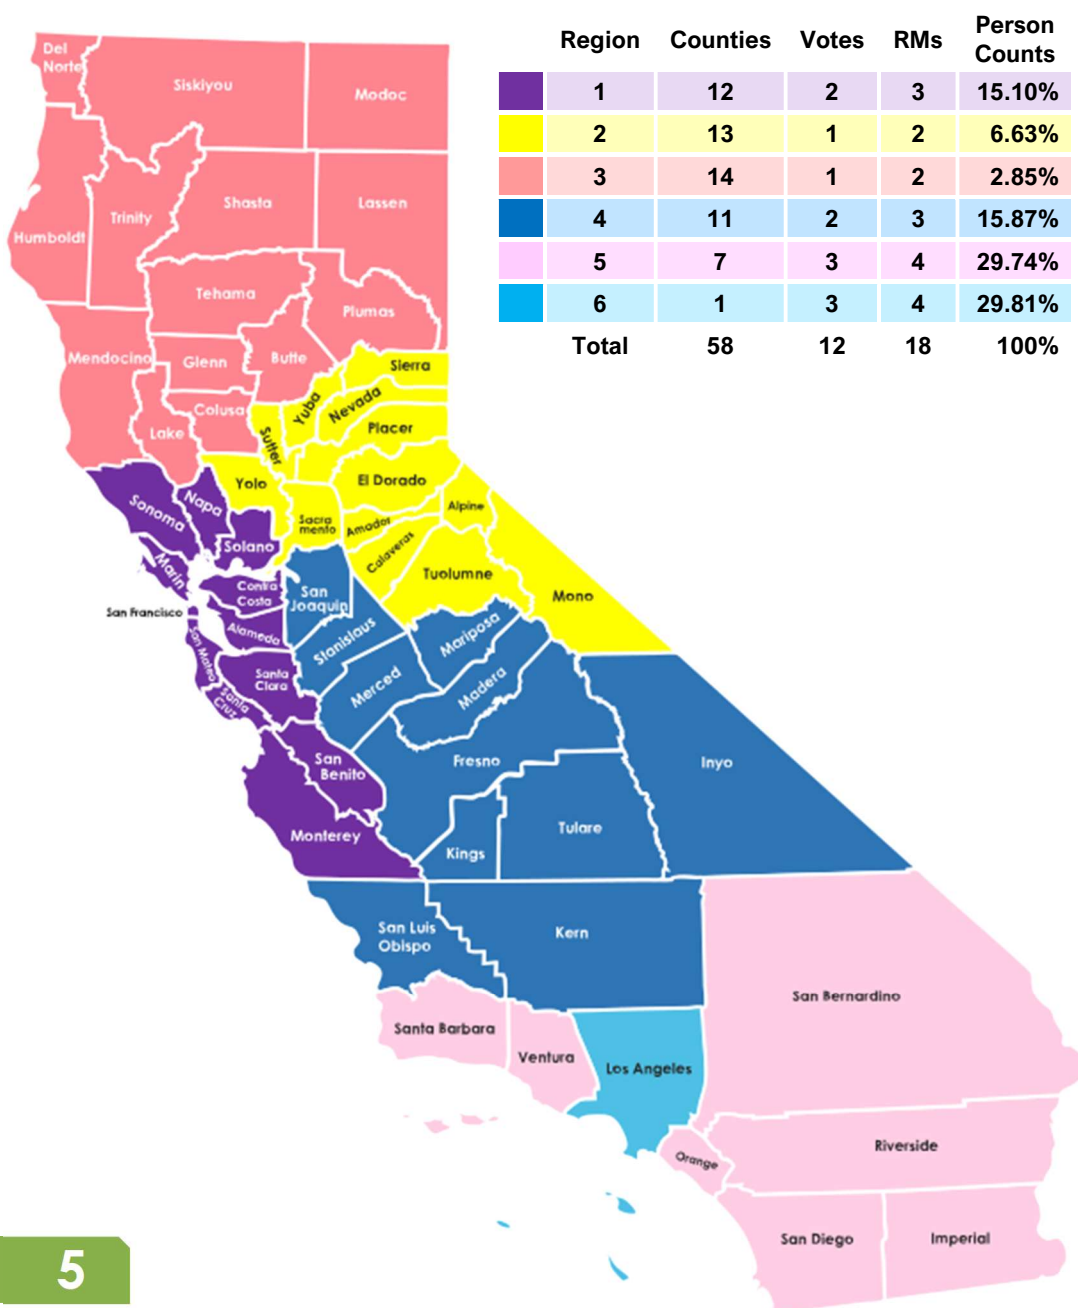 Region Counties Votes RMs Person Counts
1 12 2 3 15.10%
2 13 1 2 6.63%
3 14 1 2 2.85%
4 11 2 3 15.87%
5 7 3 4 29.74%
6 1 3 4 29.81%
Total 58 12 18 100%
Del
Norte
Siskiyou
Modoc
Humboldt
Trinity
Shasta
Lassen
Tehama
Plumas
Mendocino
Glenn
Butte
Lake
Colusa
Sierra
Yuba
Nevada
Sutter
Placer
Yolo
El Dorado
Sacra
mento
Amador
Alpine
Calaveras
Tuolumne
Mono
Sonoma
Napa
Solano
Marin
Contra
Costa
San Francisco
Alameda
San Mateo
Santa
Clara
Santa
Cruz
San
Joaquin
Stanislaus
Mariposa
Merced
Madera
San
Benito
Fresno
Inyo
Monterey
Kings
Tulare
San Luis
Obispo
Kern
San Bernardino
Santa Barbara
Ventura
Los Angeles
Orange
Riverside
San Diego
Imperial
5